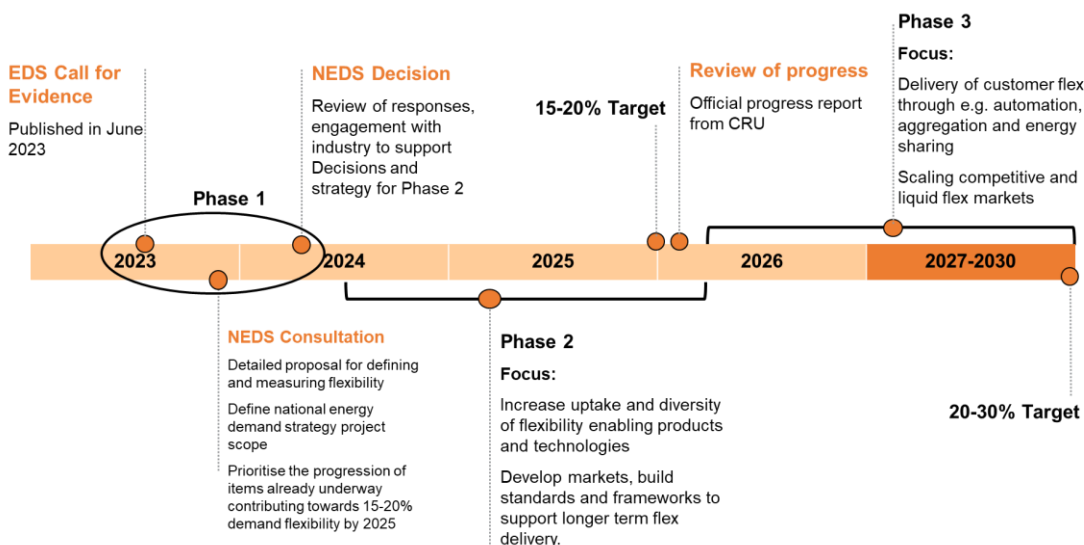 EDS Call for
Evidence
Published in June
2023
Phase 1
NEDS Decision
Review of responses,
engagement with
industry to support
Decisions and
strategy for Phase 2
15-20% Target
Review of progress
Official progress report
from CRU
Phase 3
Focus:
Delivery of customer flex
through e.g. automation,
aggregation and energy
sharing
Scaling competitive and
liquid flex markets
2023
2024
2025
2026
2027-2030
NEDS Consultation
Detailed proposal for defining
and measuring flexibility
Define national energy
demand strategy project
scope
Prioritise the progression of
items already underway
contributing towards 15-20%
demand flexibility by 2025
Phase 2
Focus:
Increase uptake and diversity
of flexibility enabling products
and technologies
Develop markets, build
standards and frameworks to
support longer term flex
delivery.
20-30% Target